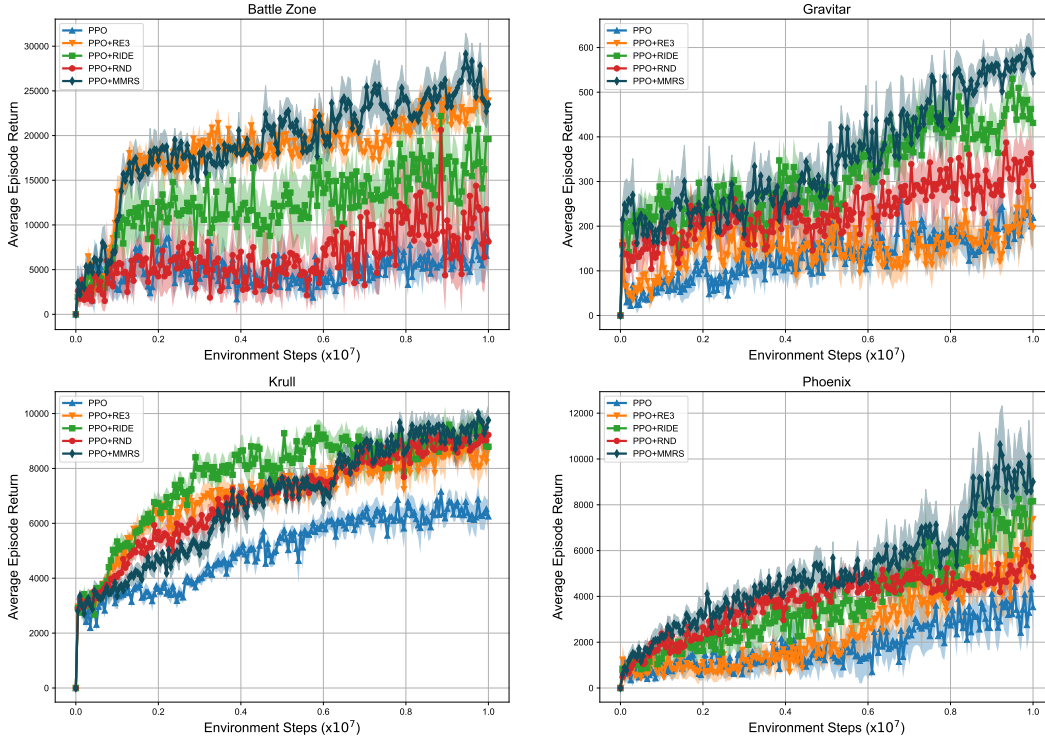 Battle Zone
PPO
PPO+RE3
PPO+RIDE
PPO+RND
PPO+MMRS
30000
25000
20000
15000
10000
5000
0
Average Episode Return
0.0 0.2 0.4 0.6 0.8 1.0
Environment Steps (x10⁷)
Gravitar
PPO
PPO+RE3
PPO+RIDE
PPO+RND
PPO+MMRS
600
500
400
300
200
100
0
Average Episode Return
0.0 0.2 0.4 0.6 0.8 1.0
Environment Steps (x10⁷)
Krull
PPO
PPO+RE3
PPO+RIDE
PPO+RND
PPO+MMRS
10000
8000
6000
4000
2000
0
Average Episode Return
0.0 0.2 0.4 0.6 0.8 1.0
Environment Steps (x10⁷)
Phoenix
PPO
PPO+RE3
PPO+RIDE
PPO+RND
PPO+MMRS
12000
10000
8000
6000
4000
2000
0
Average Episode Return
0.0 0.2 0.4 0.6 0.8 1.0
Environment Steps (x10⁷)